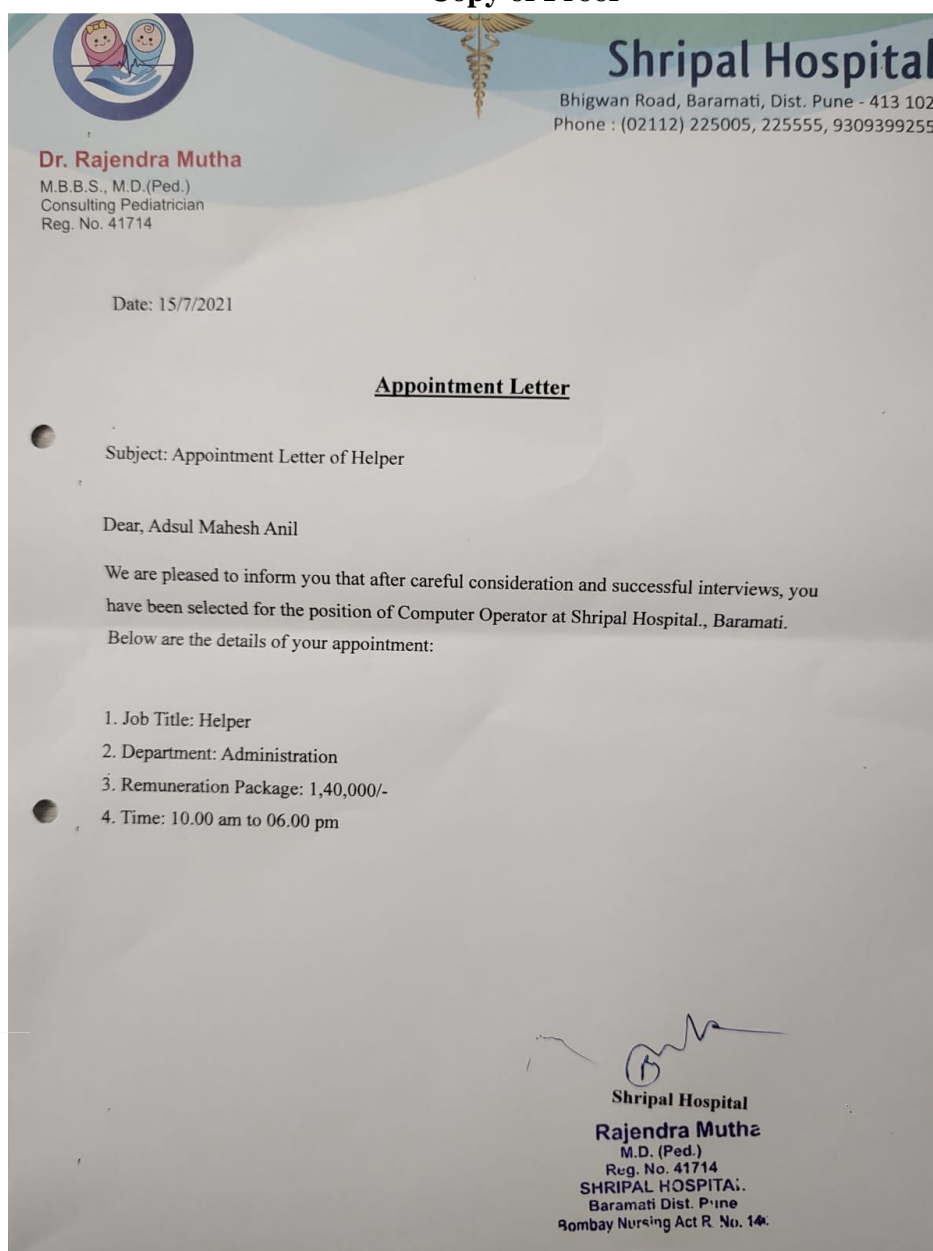 Shripal Hospital
Bhigwan Road, Baramati, Dist. Pune - 413 102
Phone : (02112) 225005, 225555, 9309399255
Dr. Rajendra Mutha
M.B.B.S., M.D.(Ped.)
Consulting Pediatrician
Reg. No. 41714
Date: 15/7/2021
Appointment Letter
Subject: Appointment Letter of Helper
Dear, Adsul Mahesh Anil
We are pleased to inform you that after careful consideration and successful interviews, you
have been selected for the position of Computer Operator at Shripal Hospital., Baramati.
Below are the details of your appointment:
1. Job Title: Helper
2. Department: Administration
3. Remuneration Package: 1,40,000/-
4. Time: 10.00 am to 06.00 pm
Shripal Hospital
Rajendra Mutha
M.D. (Ped.)
Reg. No. 41714
SHRIPAL HOSPITAL
Baramati Dist. Pune
Bombay Nursing Act R. No.